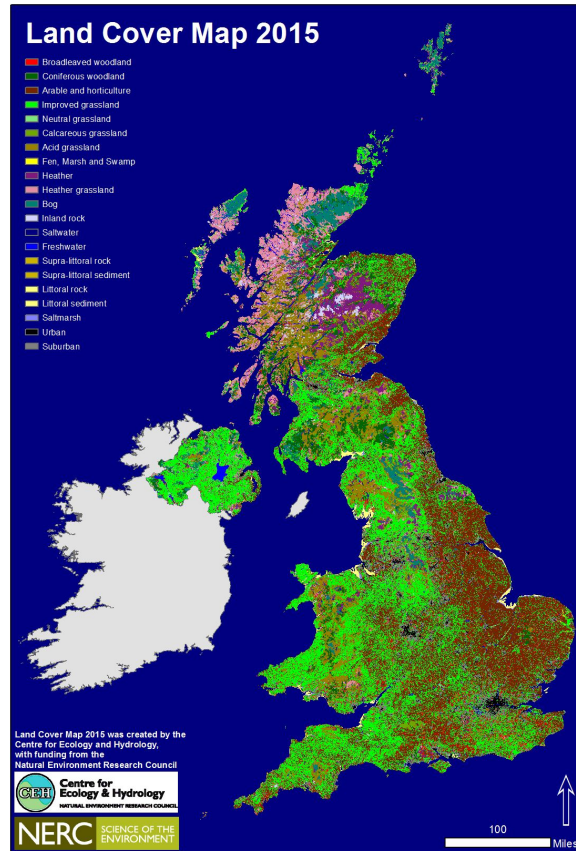 Land Cover Map 2015
Broadleaved woodland
Coniferous woodland
Arable and horticulture
Improved grassland
Neutral grassland
Calcareous grassland
Acid grassland
Fen, Marsh and Swamp
Heather
Heather grassland
Bog
Inland rock
Saltwater
Freshwater
Supra-littoral rock
Supra-littoral sediment
Littoral rock
Littoral sediment
Saltmarsh
Urban
Suburban
Land Cover Map 2015 was created by the
Centre for Ecology and Hydrology,
with funding from the
Natural Environment Research Council
CEH
Centre for
Ecology & Hydrology
NATURAL ENVIRONMENT RESEARCH COUNCIL
NERC
SCIENCE OF THE
ENVIRONMENT
100
Miles